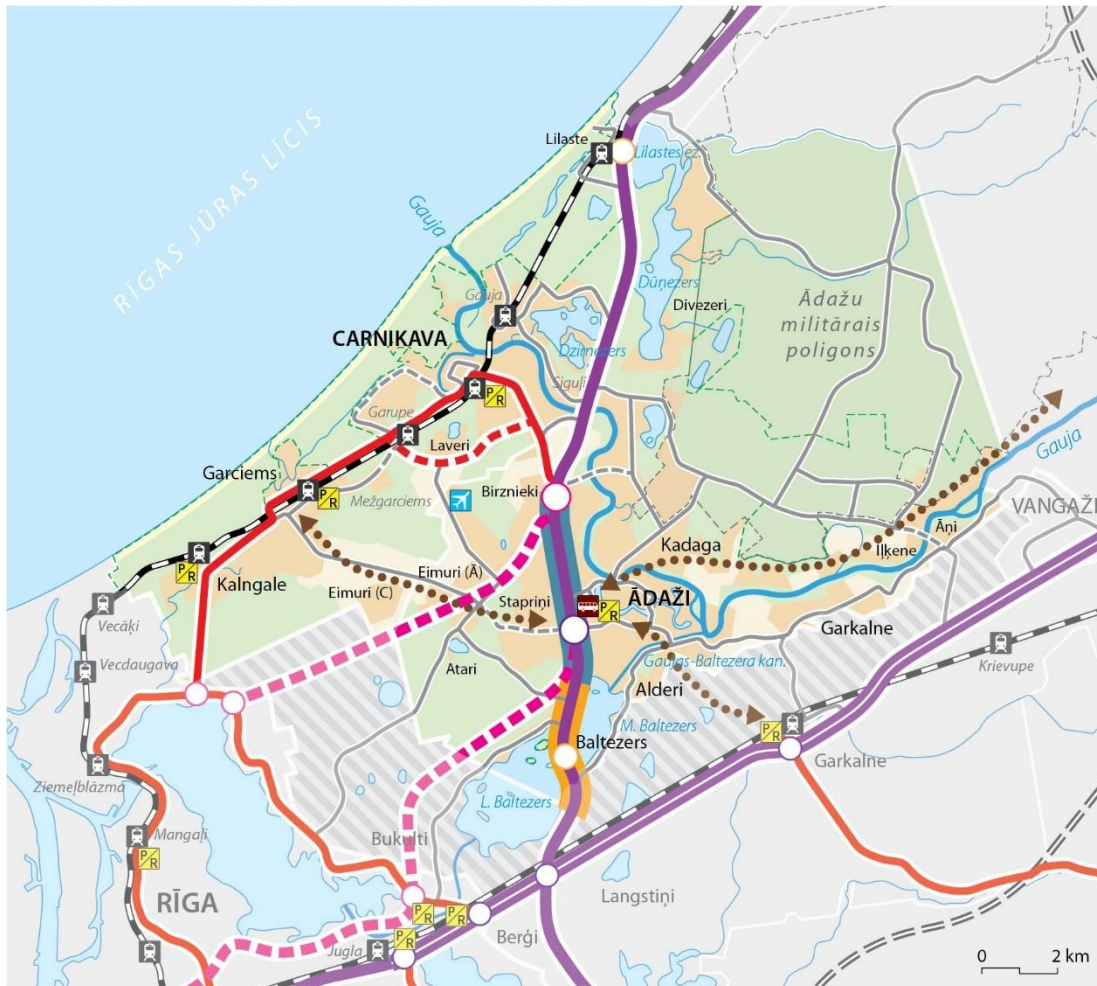 Lilaste
Lilastes ez.
RĪGAS JŪRAS LĪCIS
Gauja
Dūņezers
Divezeri
Ādažu
militārais
poligons
Gauja
CARNIKAVA
Dzirnezers
Siguļi
P/R
Garupe
Laveri
Gauja
Garciems
Birznieki
Mežgarciems
P/R
VANGAŽI
Āņi
Iļķene
Kadaga
P/R
Kalngale
Eimuri (Ā)
Eimuri (C)
Stapriņi
P/R
ĀDAŽI
Vecāķi
Garkalne
Krievupe
Vecdaugava
Atari
Gaujas-Baltezera kan.
Alderi
M. Baltezers
P/R
Baltezers
Garkalne
Ziemeļblāzma
L. Baltezers
Mangaļi
P/R
Bukulti
RĪGA
Langstiņi
P/R
P/R
Berģi
P/R
Jugla
0 2 km